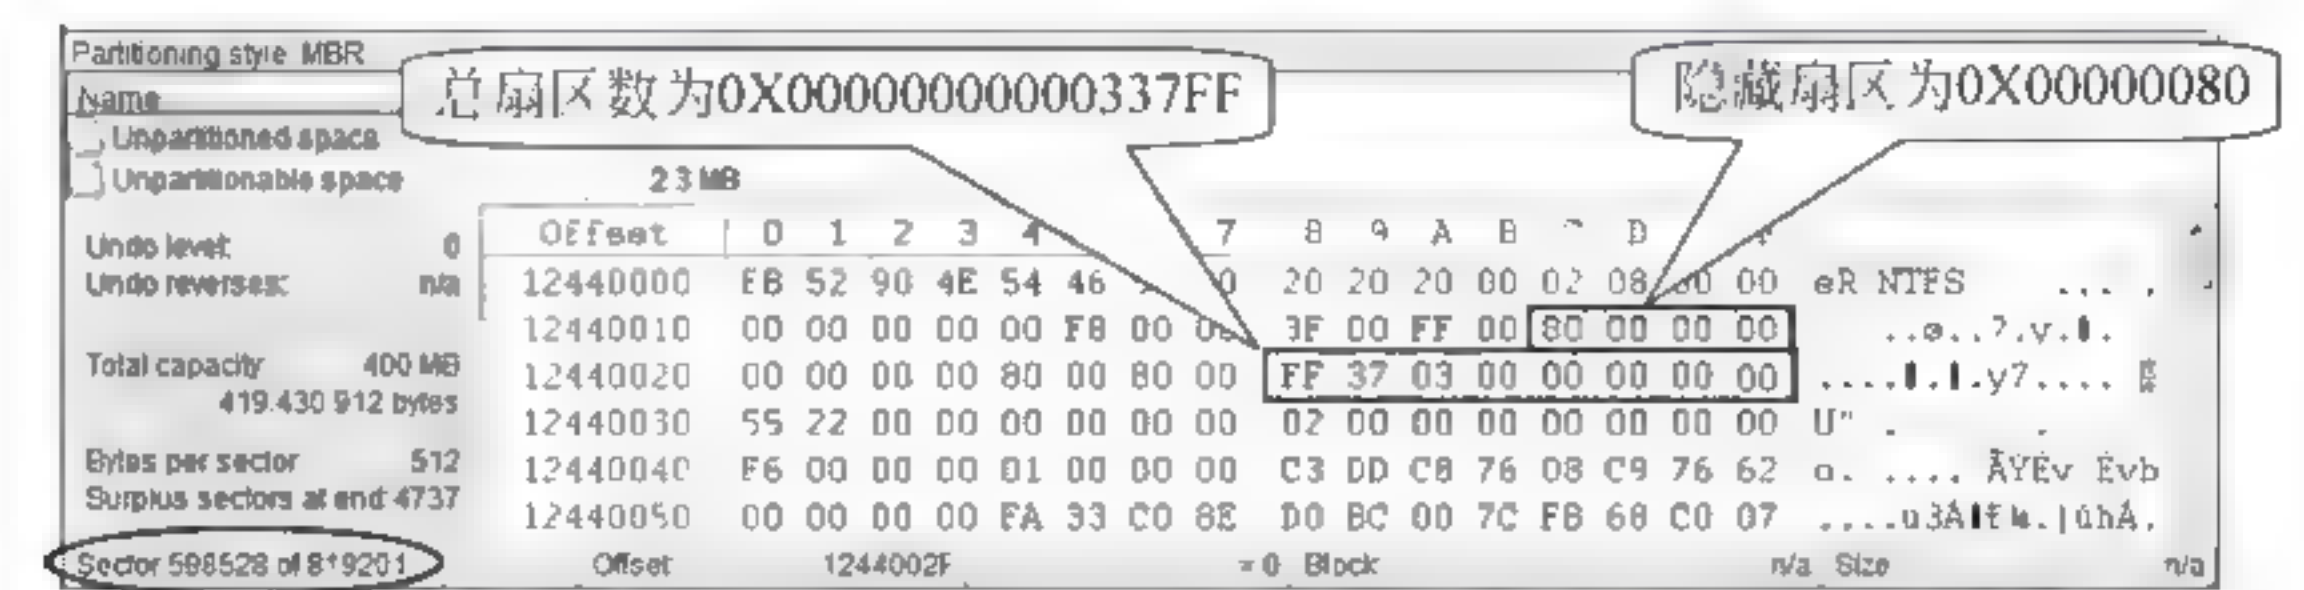 Partitioning style MBR
总扇区数为0X00000000000337FF
隐藏扇区为0X00000080
Name
Unpartitioned space
Unpartitionable space 2 3 MB
Undo level: 0
Undo reverses: n/a
Total capacity 400 MB
419.430 912 bytes
Bytes per sector 512
Surplus sectors at end 4737
Offset 0 1 2 3 4 7 8 9 A B D
12440000 EB 52 90 4E 54 46 20 20 20 00 02 08 00 00 eR NTFS
12440010 00 00 00 00 00 F8 00 3F 00 FF 00 80 00 00 00
12440020 00 00 00 00 80 00 80 00 FF 37 03 00 00 00 00 00
12440030 55 22 00 00 00 00 00 00 02 00 00 00 00 00 00 00 U"
12440040 F6 00 00 00 01 00 00 00 C3 DD C8 76 08 C9 76 62
12440050 00 00 00 00 FA 33 C0 8E D0 BC 00 7C FB 68 C0 07
Sector 598528 of 819201 Offset 1244002F = 0 Block n/a Size n/a